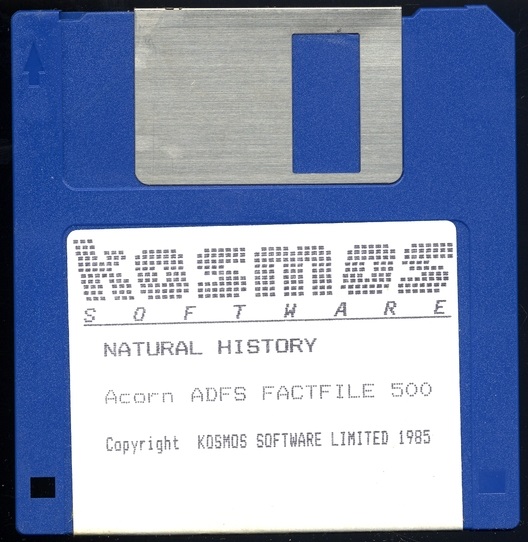 kosmos
SOFTWARE
NATURAL HISTORY
Acorn ADFS FACTFILE 500
Copyright KOSMOS SOFTWARE LIMITED 1985